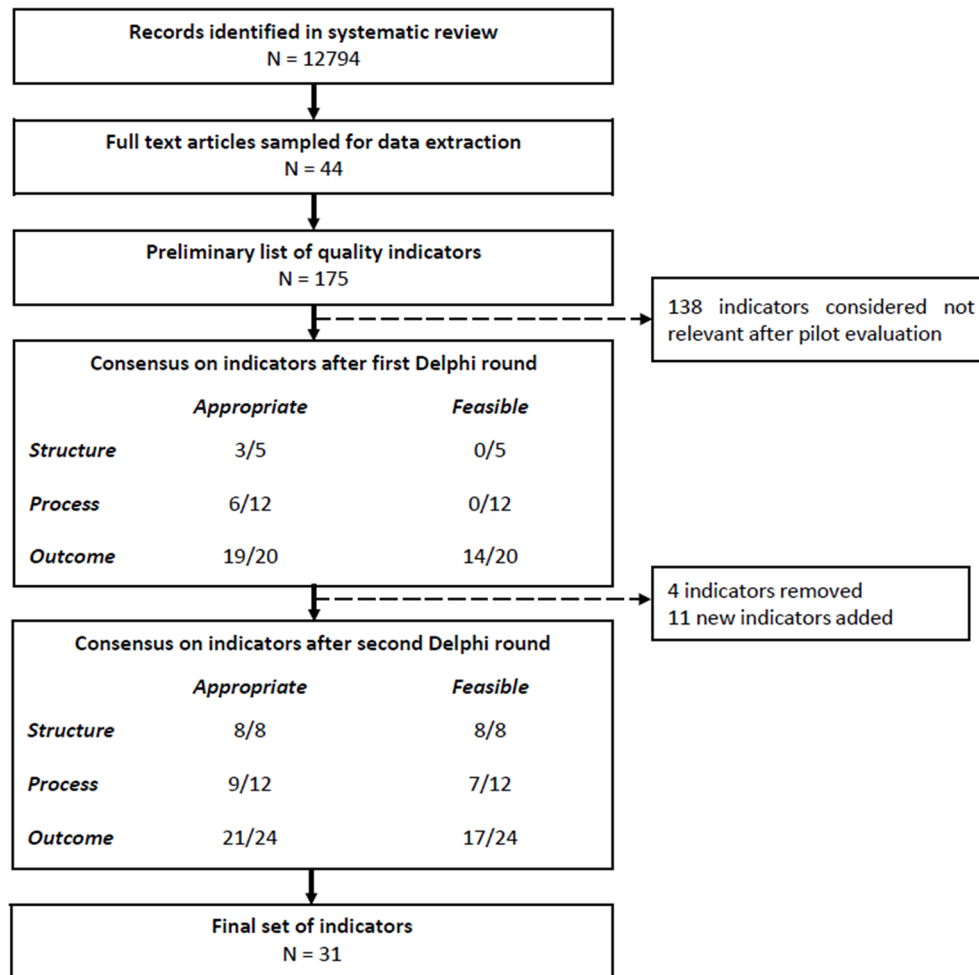 Records identified in systematic review
N = 12794
Full text articles sampled for data extraction
N = 44
Preliminary list of quality indicators
N = 175
138 indicators considered not
relevant after pilot evaluation
Consensus on indicators after first Delphi round
Appropriate Feasible
Structure 3/5 0/5
Process 6/12 0/12
Outcome 19/20 14/20
4 indicators removed
11 new indicators added
Consensus on indicators after second Delphi round
Appropriate Feasible
Structure 8/8 8/8
Process 9/12 7/12
Outcome 21/24 17/24
Final set of indicators
N = 31